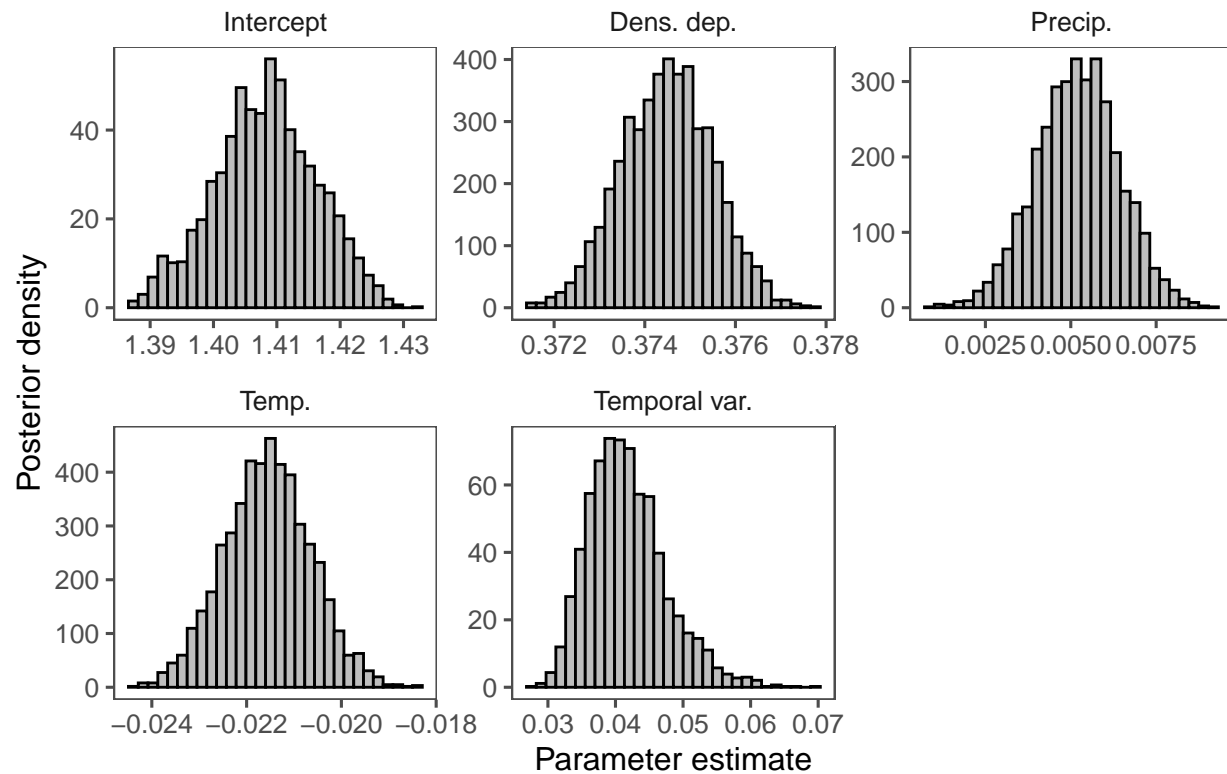 Intercept Dens. dep. Precip.
40
20
0
400
300
200
100
0
300
200
100
0
1.39 1.40 1.41 1.42 1.43
0.372 0.374 0.376 0.378
0.0025 0.0050 0.0075
Posterior density
Temp. Temporal var.
400
300
200
100
0
60
40
20
0
−0.024 −0.022 −0.020 −0.018
0.03 0.04 0.05 0.06 0.07
Parameter estimate